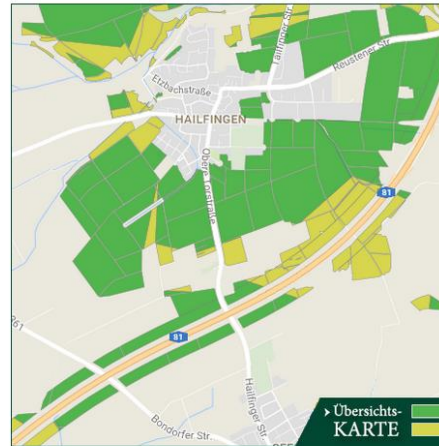 Tailfinger Str.
Reustener Str.
Etzbachstraße
HAILFINGEN
Obere Torstraße
81
81
Hailfinger Str.
Bondorfer Str.
› Übersichts-
KARTE